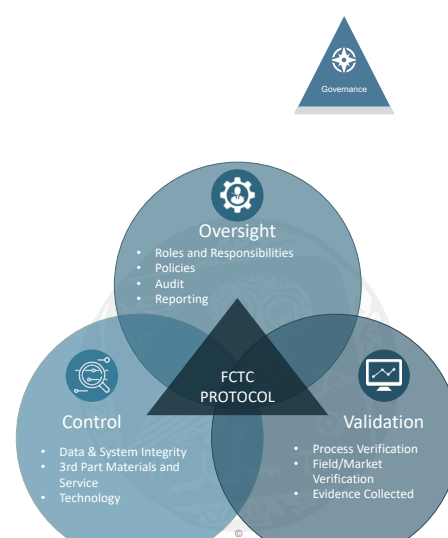 Governance
Oversight
• Roles and Responsibilities
• Policies
• Audit
• Reporting
FCTC
PROTOCOL
Control
• Data & System Integrity
• 3rd Part Materials and
Service
• Technology
Validation
• Process Verification
• Field/Market
Verification
• Evidence Collected
©